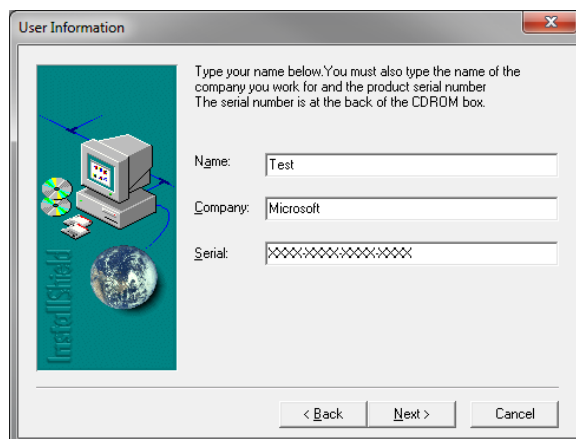 User Information
Type your name below.You must also type the name of the
company you work for and the product serial number
The serial number is at the back of the CDROM box.
Name:
Test
Company:
Microsoft
Serial:
XXXX-XXXX-XXXX-XXXX
InstallShield
< Back
Next >
Cancel